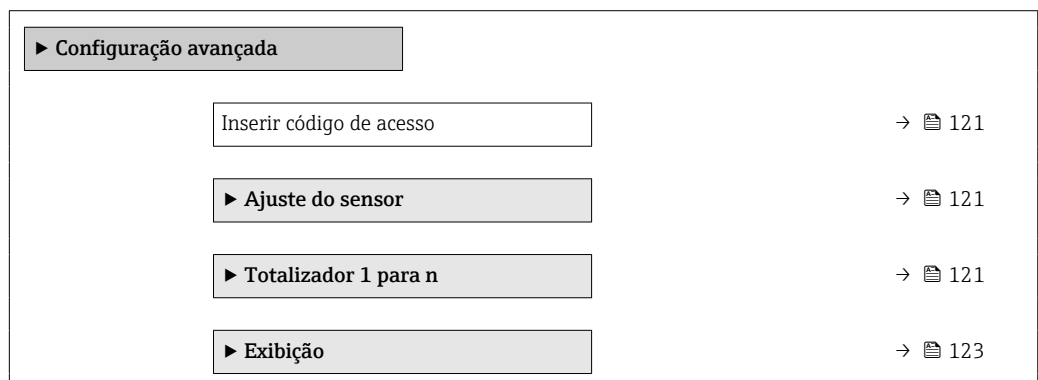 ► Configuração avançada
Inserir código de acesso → 121
► Ajuste do sensor → 121
► Totalizador 1 para n → 121
► Exibição → 123